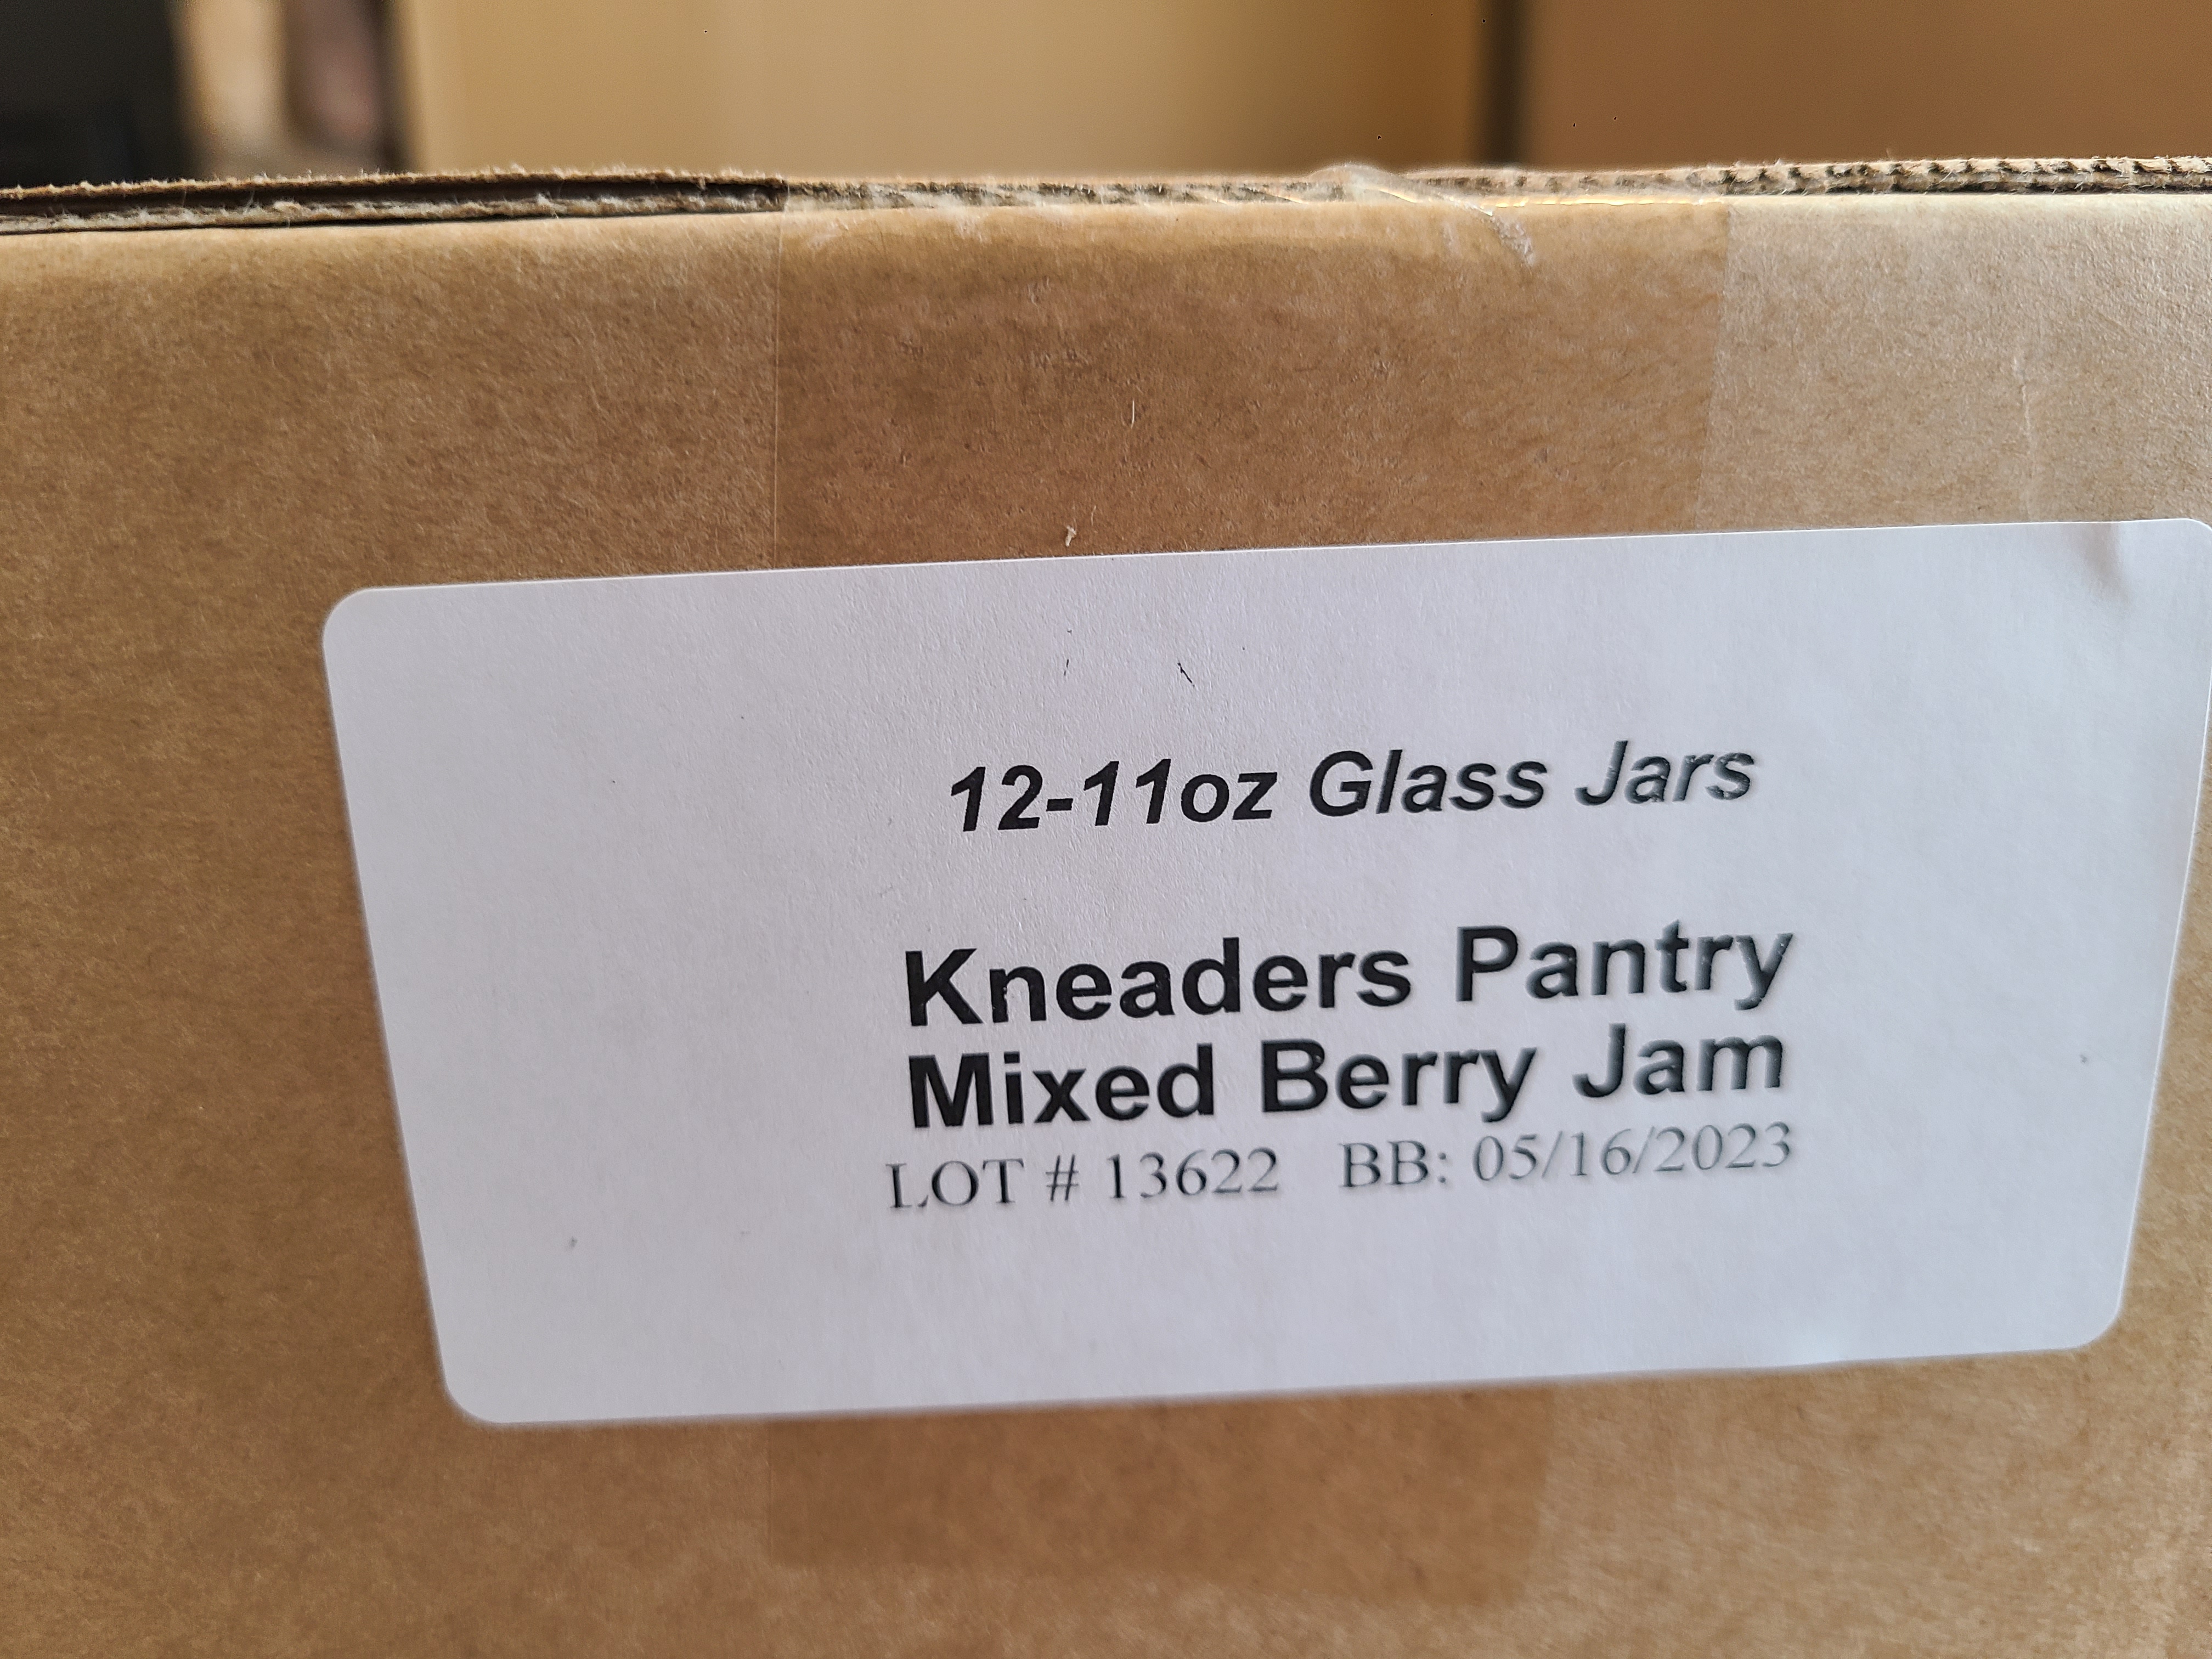 12-11oz Glass Jars
Kneaders Pantry
Mixed Berry Jam
LOT # 13622 BB: 05/16/2023